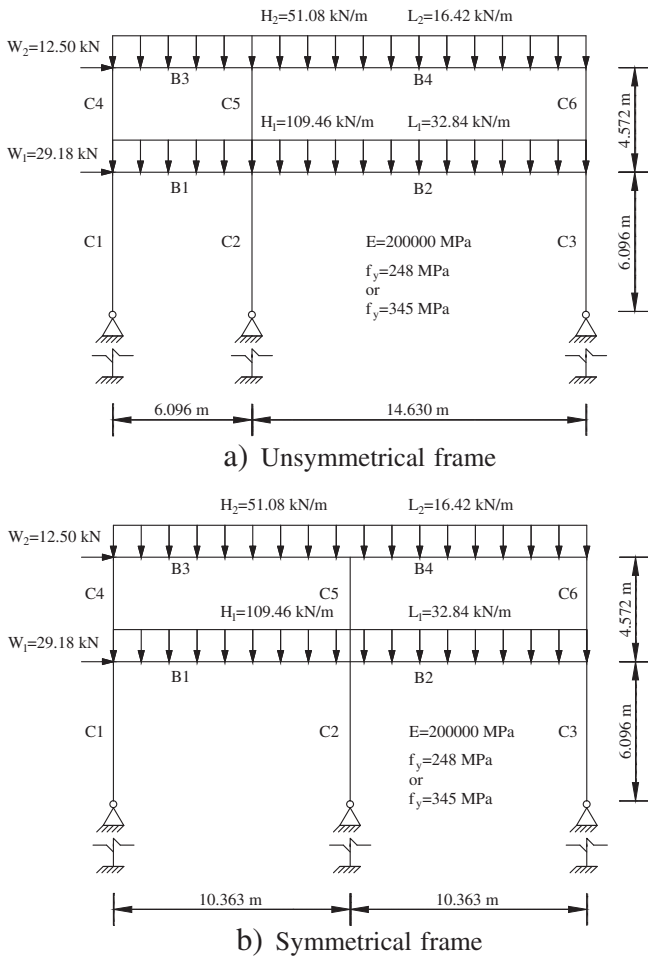 H₂=51.08 kN/m L₂=16.42 kN/m
W₂=12.50 kN
B3 B4
C4 C5 C6
H₁=109.46 kN/m L₁=32.84 kN/m
W₁=29.18 kN
B1 B2
4.572 m
C1 C2 C3
E=200000 MPa
f_y=248 MPa
or
f_y=345 MPa
6.096 m
6.096 m 14.630 m
a) Unsymmetrical frame
H₂=51.08 kN/m L₂=16.42 kN/m
W₂=12.50 kN
B3 B4
C4 C5 C6
H₁=109.46 kN/m L₁=32.84 kN/m
W₁=29.18 kN
B1 B2
4.572 m
C1 C2 C3
E=200000 MPa
f_y=248 MPa
or
f_y=345 MPa
6.096 m
10.363 m 10.363 m
b) Symmetrical frame